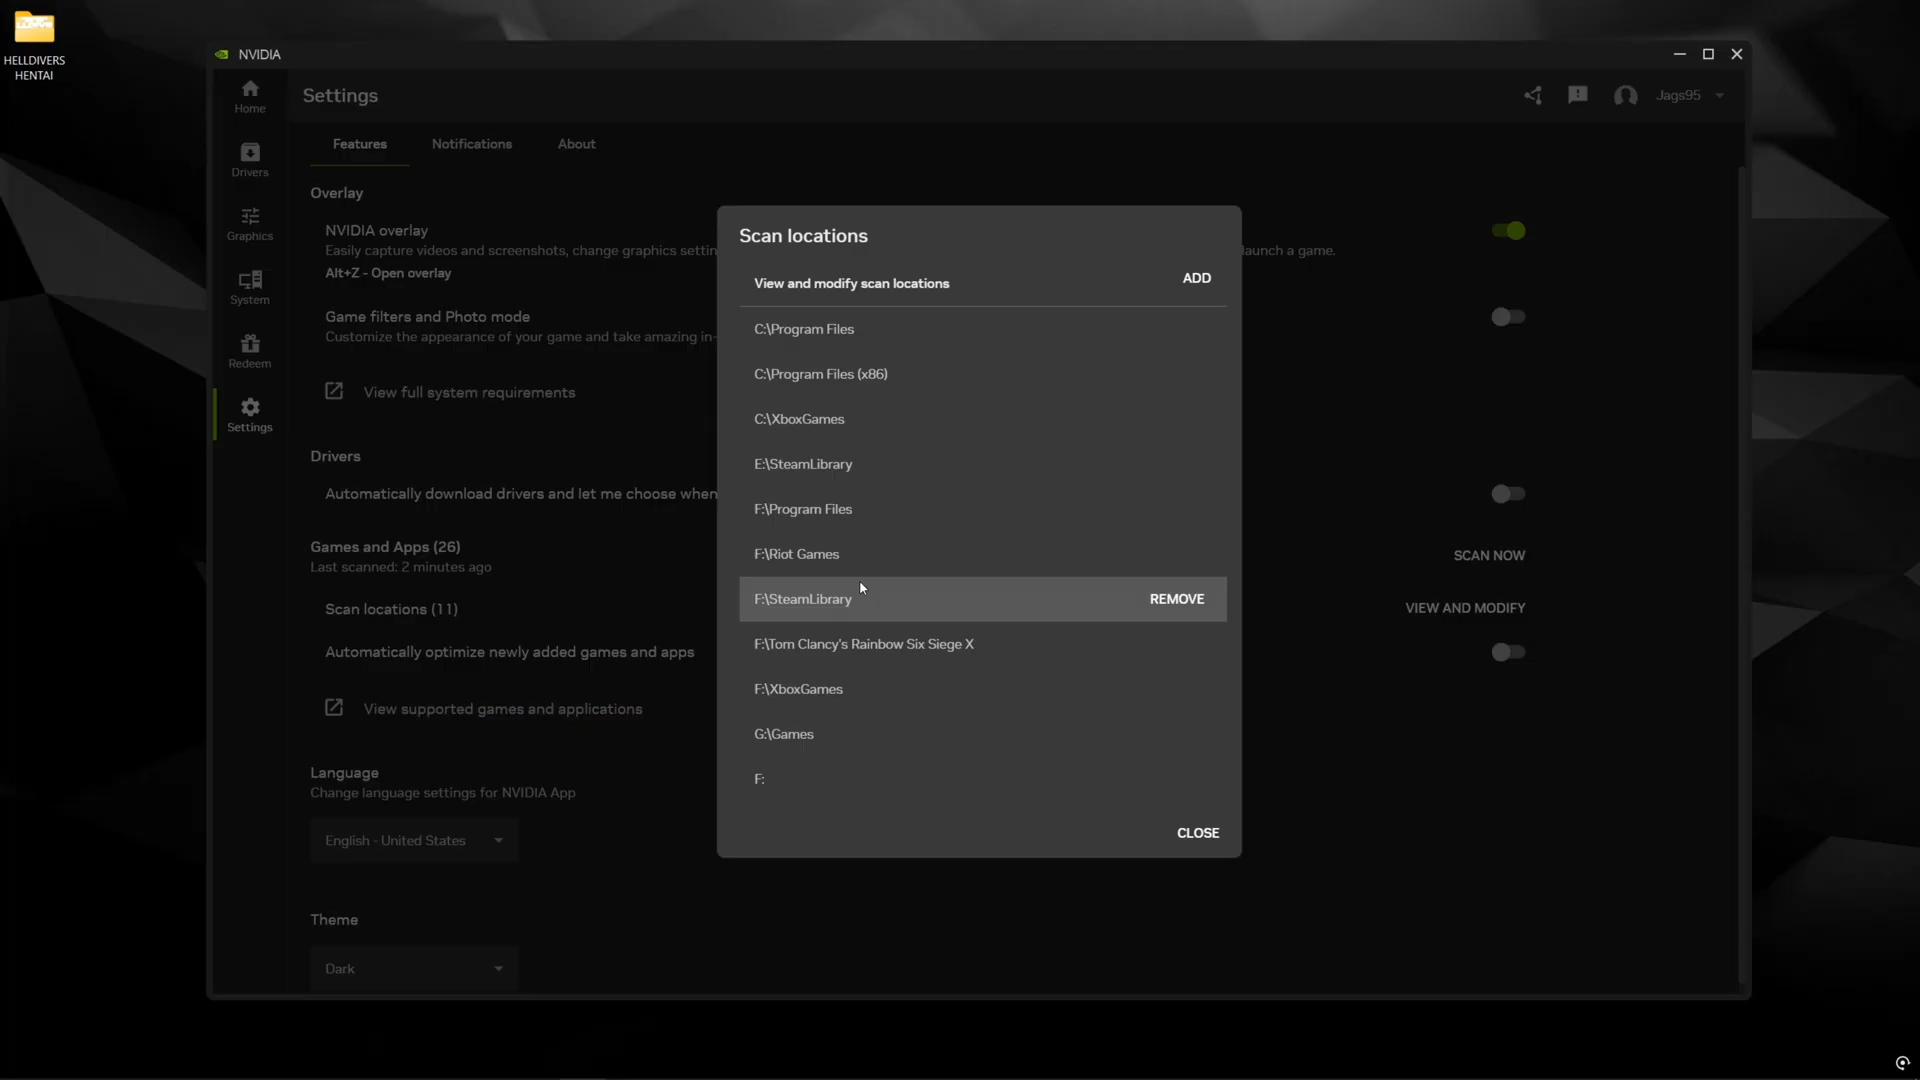 HELLDIVERS
HENTAI
NVIDIA
Home
Drivers
Graphics
System
Redeem
Settings
Settings
Jags95
Features
Notifications
About
Overlay
NVIDIA overlay
Easily capture videos and screenshots, change graphics settin
launch a game.
Alt+Z - Open overlay
Game filters and Photo mode
Customize the appearance of your game and take amazing in-
View full system requirements
Drivers
Automatically download drivers and let me choose when
Games and Apps (26)
Last scanned: 2 minutes ago
SCAN NOW
Scan locations (11)
VIEW AND MODIFY
Automatically optimize newly added games and apps
View supported games and applications
Language
Change language settings for NVIDIA App
English - United States
Theme
Dark
Scan locations
View and modify scan locations
ADD
C:\Program Files
C:\Program Files (x86)
C:\XboxGames
E:\SteamLibrary
F:\Program Files
F:\Riot Games
F:\SteamLibrary
REMOVE
F:\Tom Clancy's Rainbow Six Siege X
F:\XboxGames
G:\Games
F:
CLOSE